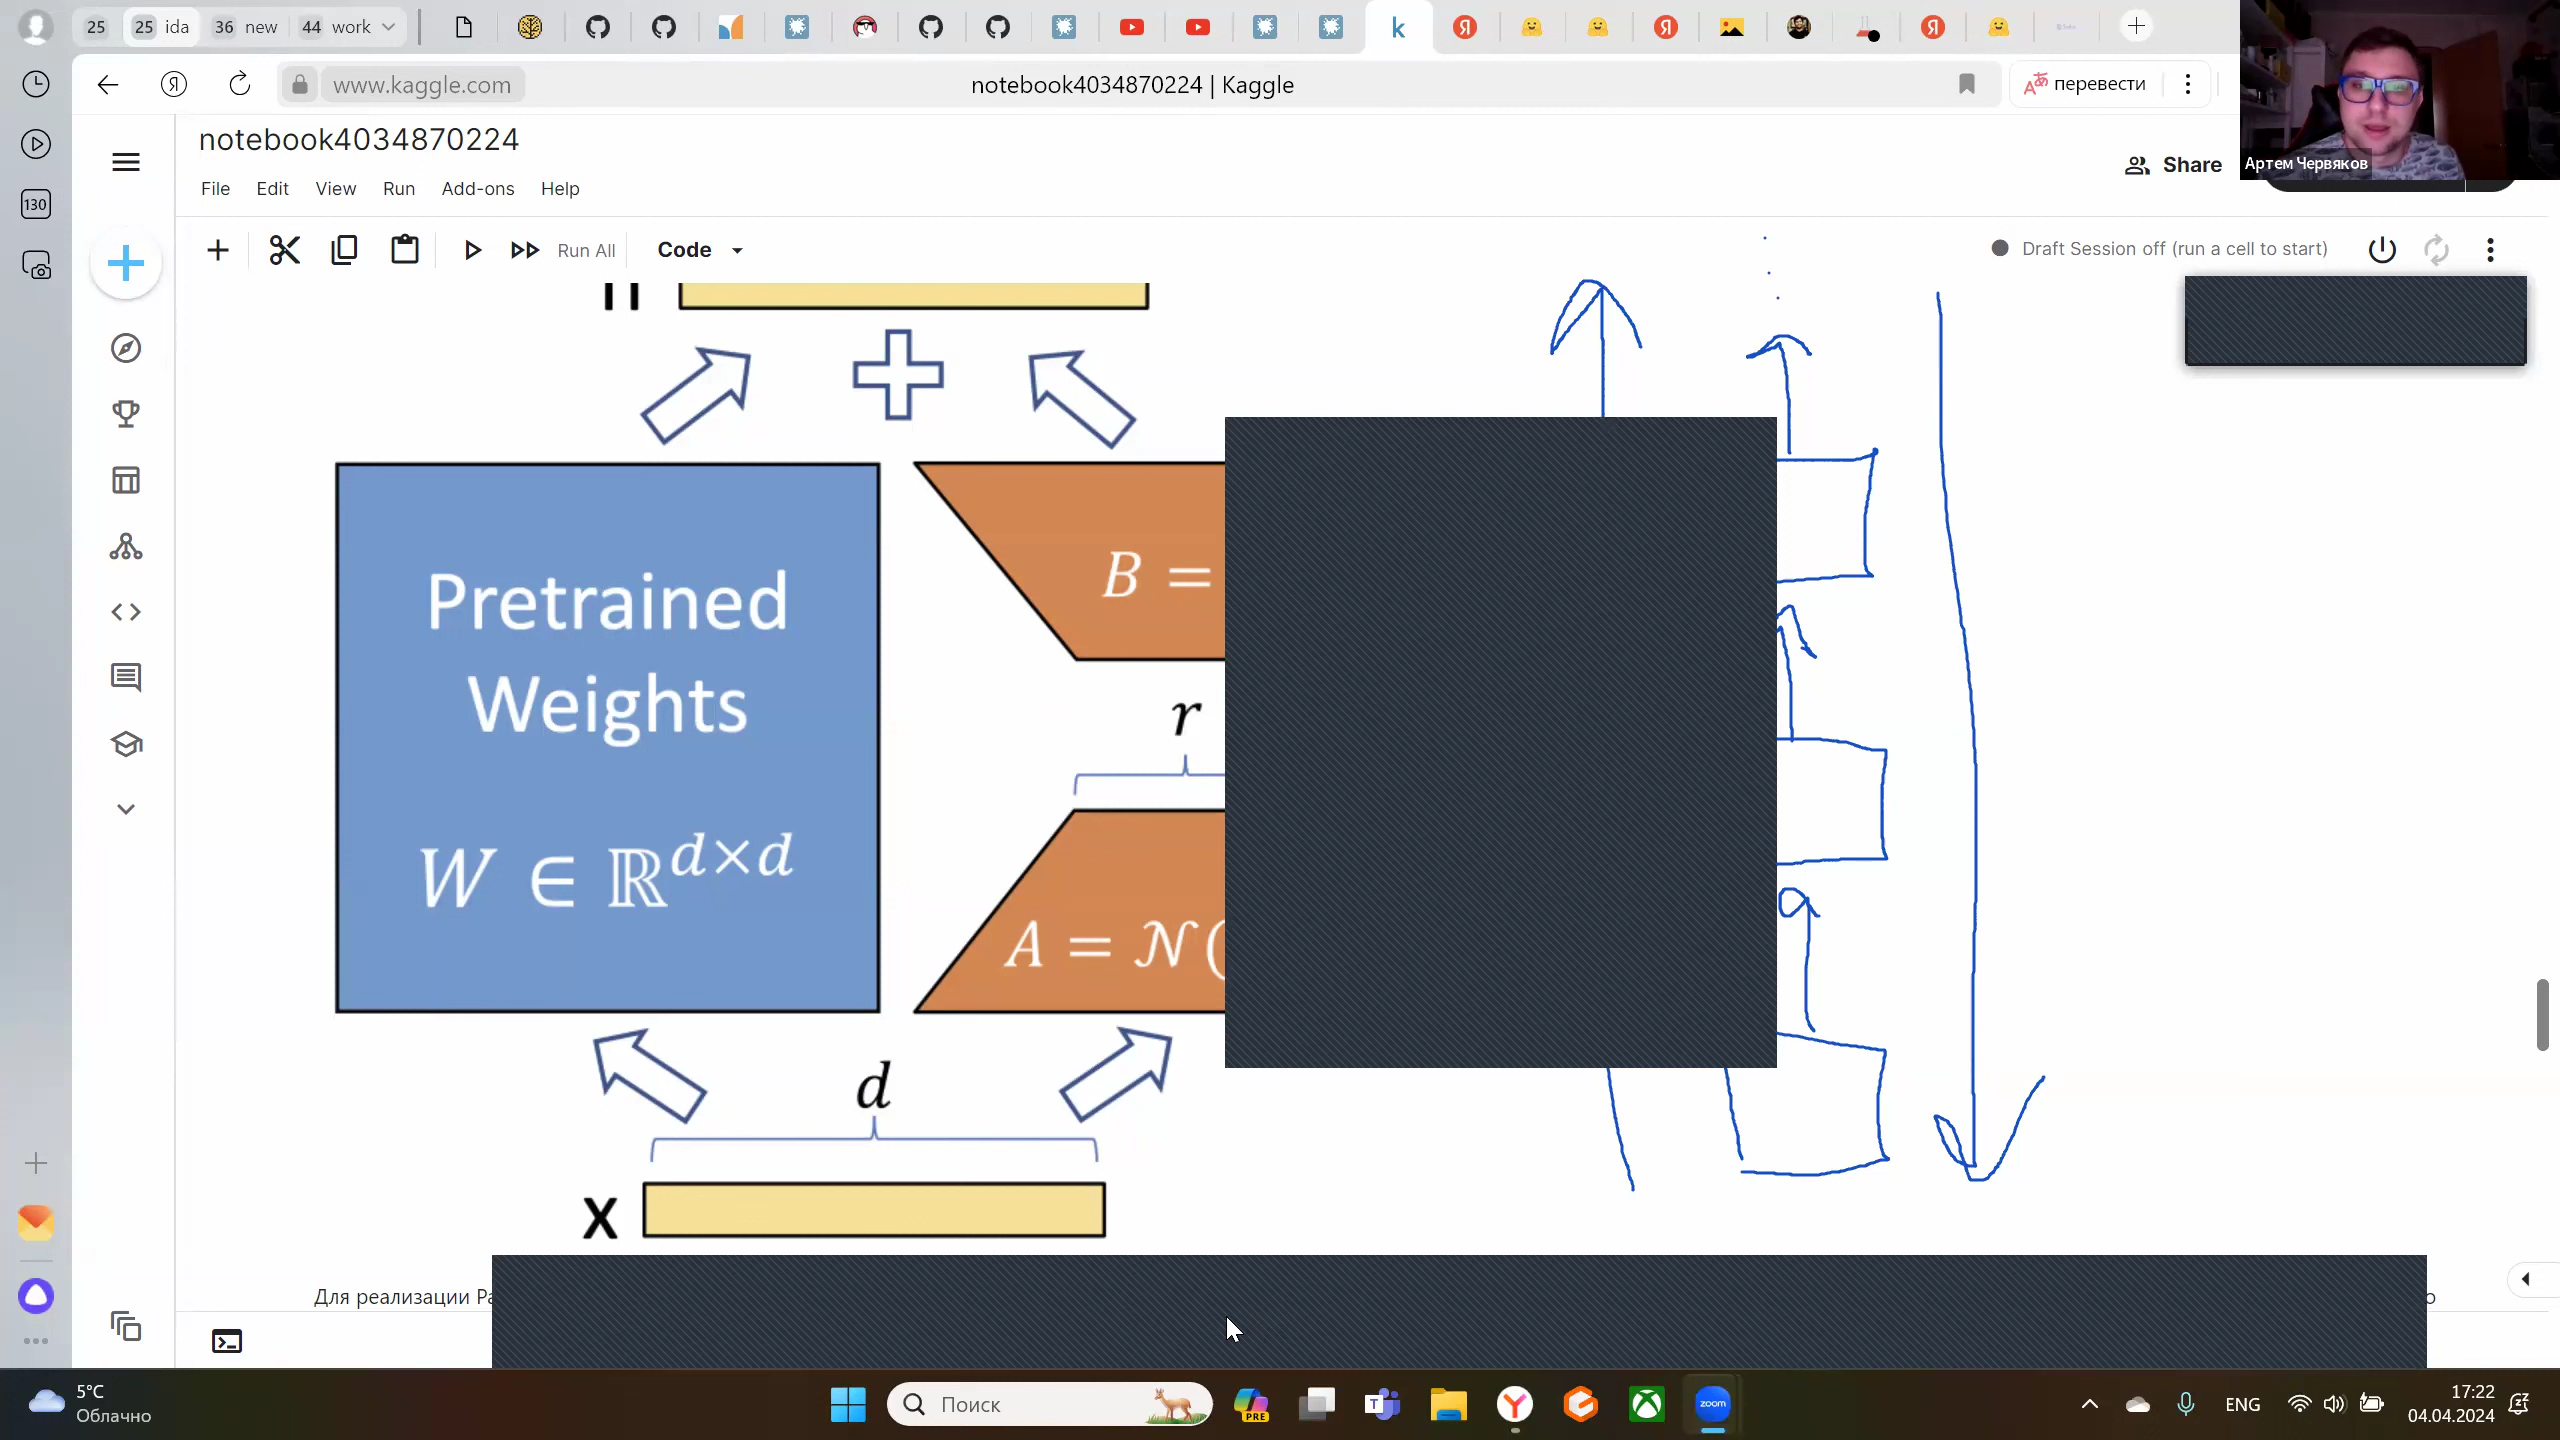 25
25 ida
36 new
44 work
www.kaggle.com
notebook4034870224 | Kaggle
перевести
130
Артем Червяков
notebook4034870224
Share
File Edit View Run Add-ons Help
Run All
Code
Draft Session off (run a cell to start)
Pretrained
Weights
W ∈ ℝ^{d×d}
B =
r
A = 𝒩(
d
x
Для реализации
5°C
Облачно
Поиск
PRE
zoom
ENG
17:22
04.04.2024